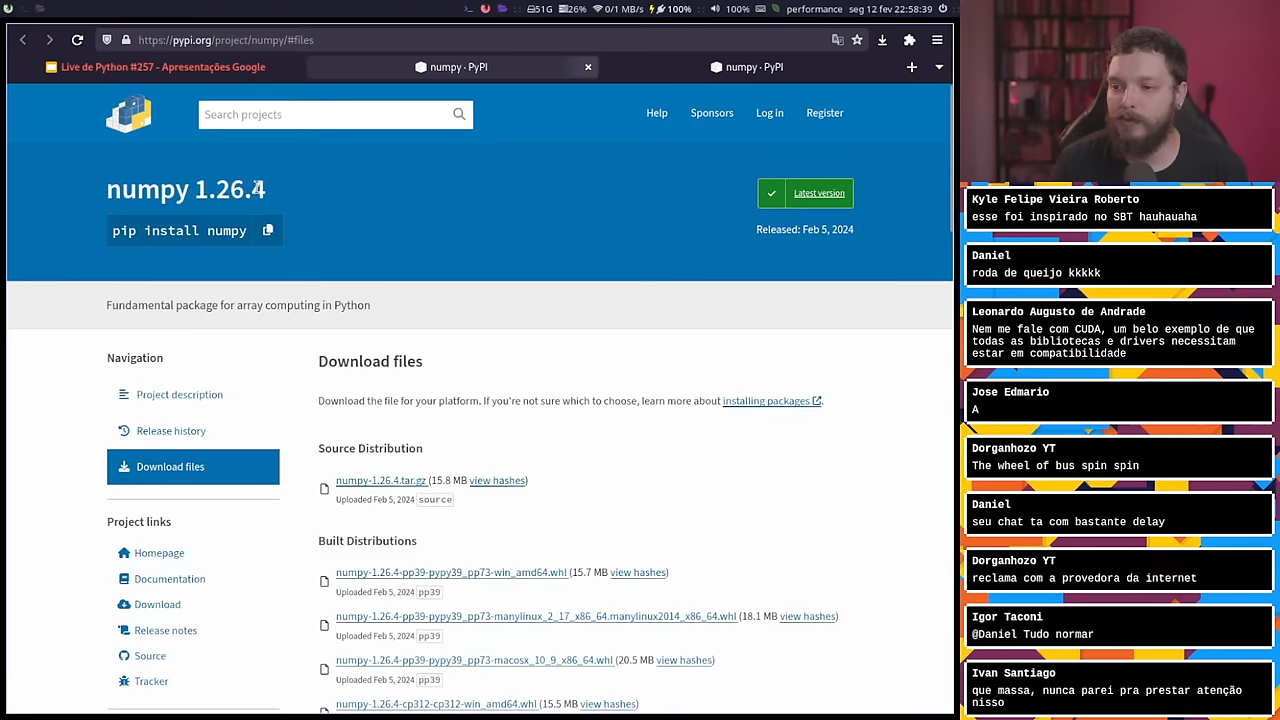 51G
26%
0/1 MB/s
100%
100%
performance
seg 12 fev 22:58:39
https://pypi.org/project/numpy/#files
Live de Python #257 - Apresentações Google
numpy · PyPI
numpy · PyPI
Search projects
Help
Sponsors
Log in
Register
numpy 1.26.4
pip install numpy
Latest version
Released: Feb 5, 2024
Fundamental package for array computing in Python
Navigation
Project description
Release history
Download files
Project links
Homepage
Documentation
Download
Release notes
Source
Tracker
Download files
Download the file for your platform. If you're not sure which to choose, learn more about installing packages.
Source Distribution
numpy-1.26.4.tar.gz (15.8 MB view hashes)
Uploaded Feb 5, 2024 source
Built Distributions
numpy-1.26.4-pp39-pypy39_pp73-win_amd64.whl (15.7 MB view hashes)
Uploaded Feb 5, 2024 pp39
numpy-1.26.4-pp39-pypy39_pp73-manylinux_2_17_x86_64.manylinux2014_x86_64.whl (18.1 MB view hashes)
Uploaded Feb 5, 2024 pp39
numpy-1.26.4-pp39-pypy39_pp73-macosx_10_9_x86_64.whl (20.5 MB view hashes)
Uploaded Feb 5, 2024 pp39
numpy-1.26.4-cp312-cp312-win_amd64.whl (15.5 MB view hashes)
Kyle Felipe Vieira Roberto
esse foi inspirado no SBT hauhauaha
Daniel
roda de queijo kkkkk
Leonardo Augusto de Andrade
Nem me fale com CUDA, um belo exemplo de que
todas as bibliotecas e drivers necessitam
estar em compatibilidade
Jose Edmario
A
Dorganhozo YT
The wheel of bus spin spin
Daniel
seu chat ta com bastante delay
Dorganhozo YT
reclama com a provedora da internet
Igor Taconi
@Daniel Tudo normar
Ivan Santiago
que massa, nunca parei pra prestar atenção
nisso